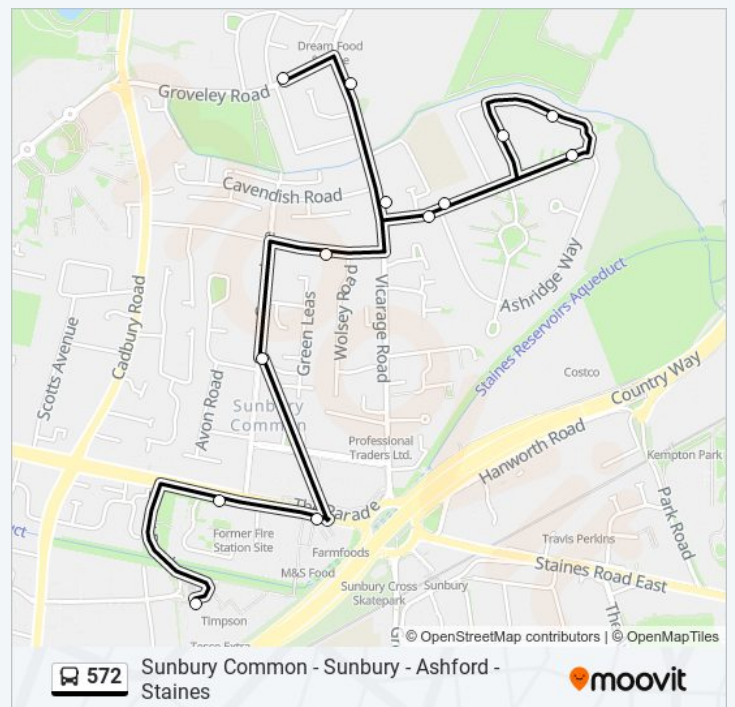 Dream Food
Groveley Road
Cavendish Road
Ashridge Way
Staines Reservoirs Aqueduct
Cadbury Road
Scotts Avenue
Green Leas
Wolsey Road
Vicarage Road
Avon Road
Costco
Country Way
Sunbury
Common
Professional
Traders Ltd.
Hanworth Road
Kempton Park
Park Road
The Parade
Former Fire
Station Site
Farmfoods
M&S Food
Travis Perkins
Staines Road East
Sunbury Cross
Skatepark
Sunbury
Timpson
Tesco Extra
The
© OpenStreetMap contributors | © OpenMapTiles
572
Sunbury Common - Sunbury - Ashford -
Staines
moovit